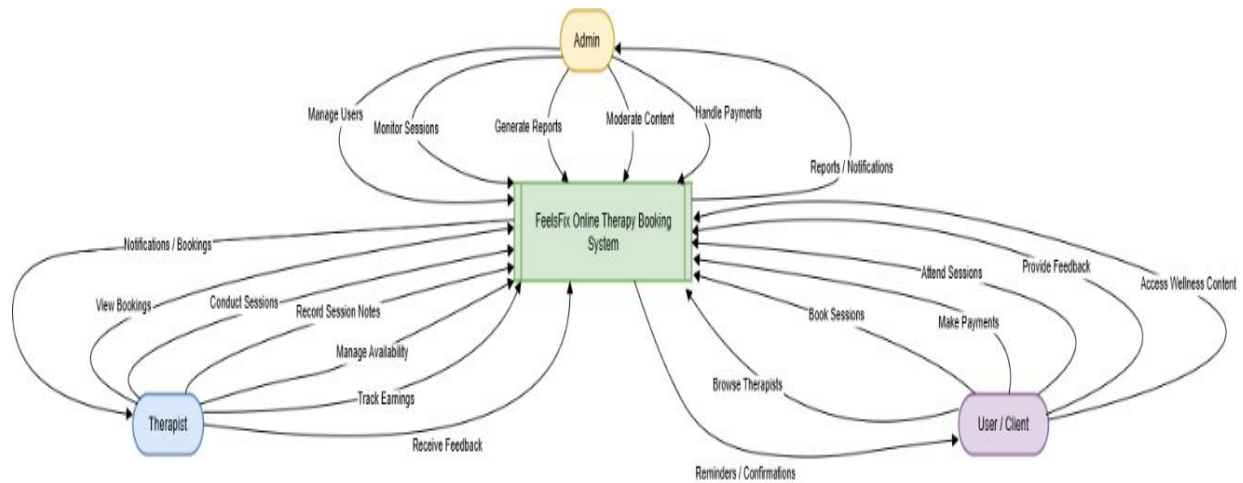 Admin
Manage Users
Monitor Sessions
Generate Reports
Moderate Content
Handle Payments
Reports / Notifications
FeelsFix Online Therapy Booking
System
Notifications / Bookings
View Bookings
Conduct Sessions
Record Session Notes
Manage Availability
Track Earnings
Receive Feedback
Therapist
Attend Sessions
Provide Feedback
Access Wellness Content
Book Sessions
Make Payments
Browse Therapists
User / Client
Reminders / Confirmations